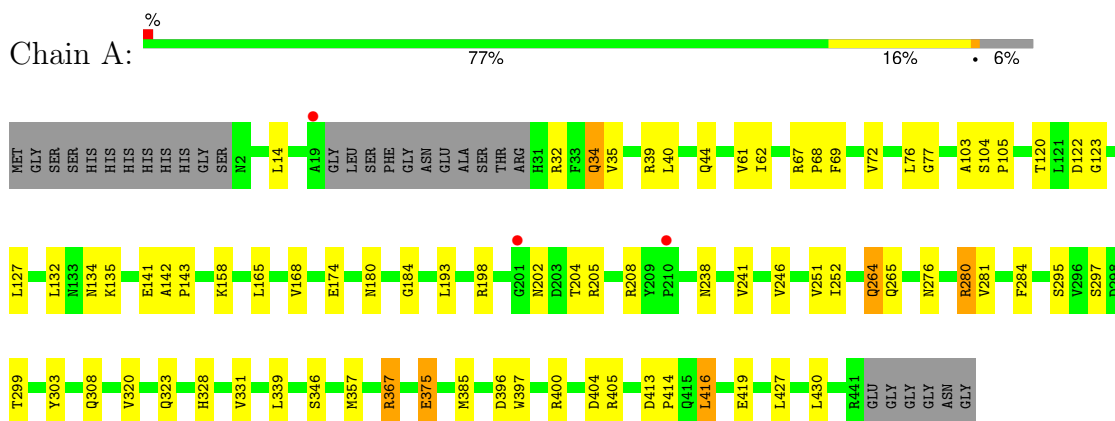 %
Chain A:
77% 16% • 6%
MET GLY SER SER HIS HIS HIS HIS HIS HIS GLY SER N2 L14 A19 GLY LEU SER PHE GLY ASN GLU ALA SER THR ARG H31 R32 F33 Q34 V35 R39 L40 Q44 V61 I62 R67 P68 F69 V72 L76 G77 A103 S104 P105 T120 L121 D122 G123
L127 L132 N133 N134 K135 E141 A142 P143 K158 L165 V168 E174 N180 G184 L193 R198 G201 N202 D203 T204 R205 R208 Y209 P210 N238 V241 V246 V251 I252 Q264 Q265 N276 R280 V281 F284 S295 V296 S297 D298
T299 Y303 Q308 V320 Q323 H328 V331 L339 S346 M357 R367 E375 M385 D396 W397 R400 D404 R405 D413 P414 Q415 L416 E419 L427 L430 R441 GLU GLY GLY GLY ASN GLY